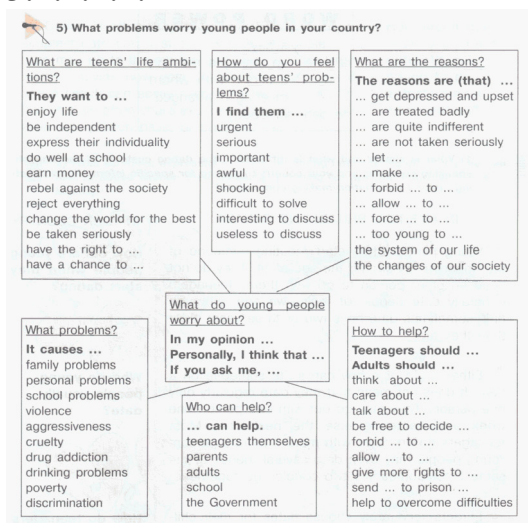 5) What problems worry young people in your country?
What are teens' life ambi-
tions?
They want to ...
enjoy life
be independent
express their individuality
do well at school
earn money
rebel against the society
reject everything
change the world for the best
be taken seriously
have the right to ...
have a chance to ...
How do you feel
about teens' prob-
lems?
I find them ...
urgent
serious
important
awful
shocking
difficult to solve
interesting to discuss
useless to discuss
What are the reasons?
The reasons are (that) ...
... get depressed and upset
... are treated badly
... are quite indifferent
... are not taken seriously
... let ...
... make ...
... forbid ... to ...
... allow ... to ...
... force ... to ...
... too young to ...
the system of our life
the changes of our society
What do young people
worry about?
In my opinion ...
Personally, I think that ...
If you ask me, ...
What problems?
It causes ...
family problems
personal problems
school problems
violence
aggressiveness
cruelty
drug addiction
drinking problems
poverty
discrimination
Who can help?
... can help.
teenagers themselves
parents
adults
school
the Government
How to help?
Teenagers should ...
Adults should ...
think about ...
care about ...
talk about ...
be free to decide ...
forbid ... to ...
allow ... to ...
give more rights to ...
send ... to prison ...
help to overcome difficulties